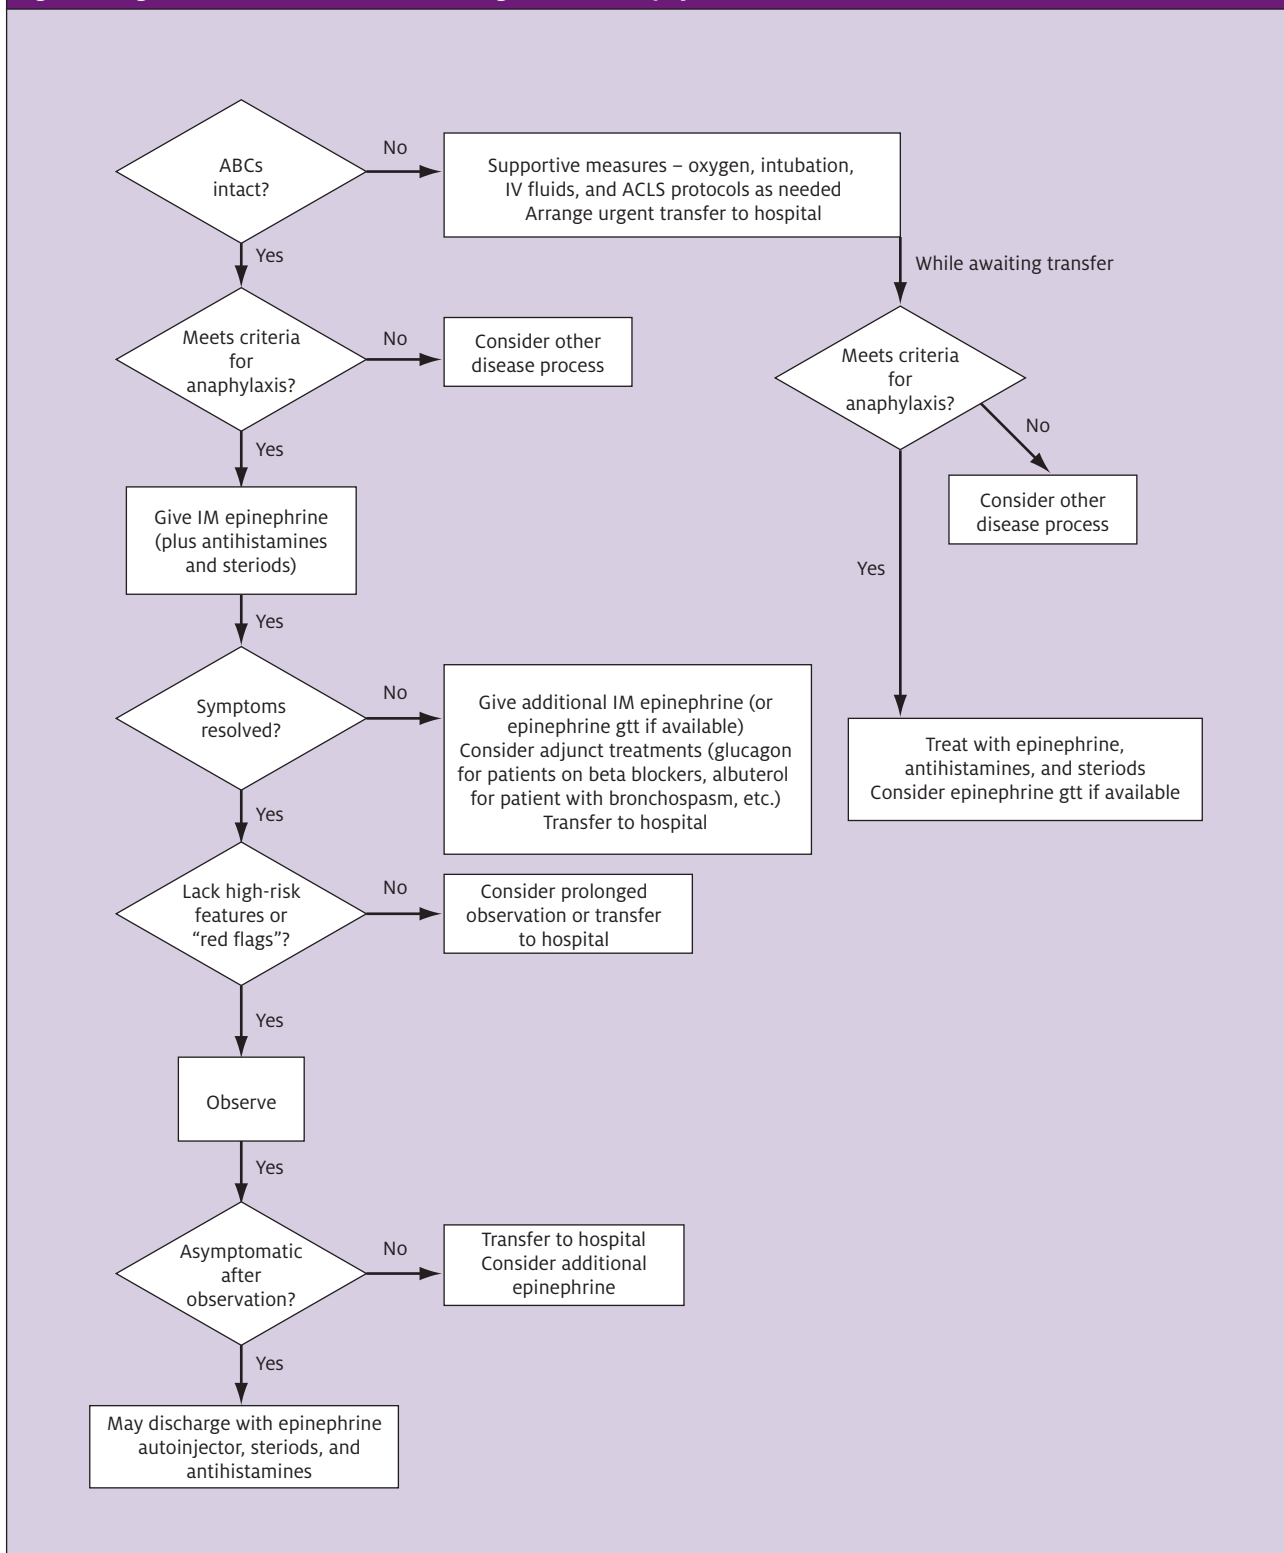 ABCs
intact?
No
Supportive measures – oxygen, intubation,
IV fluids, and ACLS protocols as needed
Arrange urgent transfer to hospital
Yes
While awaiting transfer
Meets criteria
for
anaphylaxis?
No
Consider other
disease process
Meets criteria
for
anaphylaxis?
No
Consider other
disease process
Yes
Yes
Give IM epinephrine
(plus antihistamines
and steriods)
Yes
Symptoms
resolved?
No
Give additional IM epinephrine (or
epinephrine gtt if available)
Consider adjunct treatments (glucagon
for patients on beta blockers, albuterol
for patient with bronchospasm, etc.)
Transfer to hospital
Treat with epinephrine,
antihistamines, and steriods
Consider epinephrine gtt if available
Yes
Lack high-risk
features or
“red flags”?
No
Consider prolonged
observation or transfer
to hospital
Yes
Observe
Yes
Asymptomatic
after
observation?
No
Transfer to hospital
Consider additional
epinephrine
Yes
May discharge with epinephrine
autoinjector, steriods, and
antihistamines